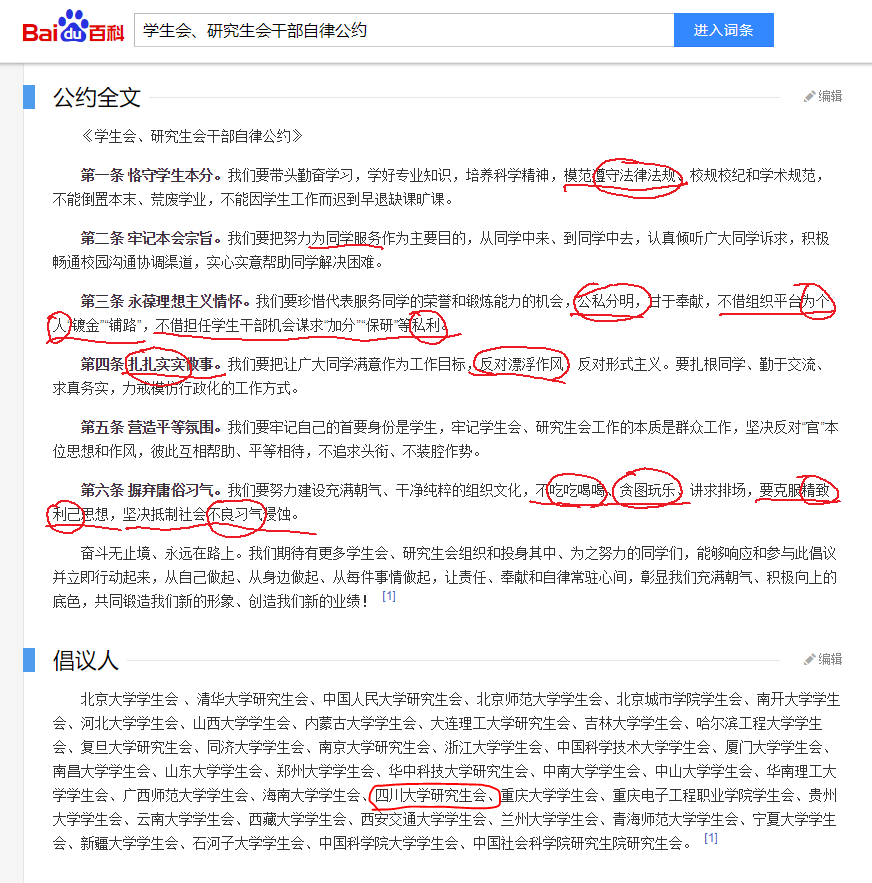 Bai du 百科
学生会、研究生会干部自律公约
进入词条
公约全文
编辑
《学生会、研究生会干部自律公约》
第一条 恪守学生本分。我们要带头勤奋学习，学好专业知识，培养科学精神，模范遵守法律法规、校规校纪和学术规范，
不能倒置本末、荒废学业，不能因学生工作而迟到早退缺课旷课。
第二条 牢记本会宗旨。我们要把努力为同学服务作为主要目的，从同学中来、到同学中去，认真倾听广大同学诉求，积极
畅通校园沟通协调渠道，实心实意帮助同学解决困难。
第三条 永葆理想主义情怀。我们要珍惜代表服务同学的荣誉和锻炼能力的机会，公私分明，甘于奉献，不借组织平台为个
人“镀金”“铺路”，不借担任学生干部机会谋求“加分”“保研”等私利。
第四条 扎扎实实做事。我们要把让广大同学满意作为工作目标，反对漂浮作风，反对形式主义。要扎根同学、勤于交流、
求真务实，力戒模仿行政化的工作方式。
第五条 营造平等氛围。我们要牢记自己的首要身份是学生，牢记学生会、研究生会工作的本质是群众工作，坚决反对“官”本
位思想和作风，彼此互相帮助、平等相待，不追求头衔、不装腔作势。
第六条 摒弃庸俗习气。我们要努力建设充满朝气、干净纯粹的组织文化，不吃吃喝喝、贪图玩乐、讲求排场，要克服精致
利己思想，坚决抵制社会不良习气侵蚀。
奋斗无止境、永远在路上。我们期待有更多学生会、研究生会组织和投身其中、为之努力的同学们，能够响应和参与此倡议
并立即行动起来，从自己做起、从身边做起、从每件事情做起，让责任、奉献和自律常驻心间，彰显我们充满朝气、积极向上的
底色，共同锻造我们新的形象、创造我们新的业绩！ [1]
倡议人
编辑
北京大学学生会 、清华大学研究生会、中国人民大学研究生会、北京师范大学学生会、北京城市学院学生会、南开大学学生
会、河北大学学生会、山西大学学生会、内蒙古大学学生会、大连理工大学研究生会、吉林大学学生会、哈尔滨工程大学学生
会、复旦大学研究生会、同济大学学生会、南京大学研究生会、浙江大学学生会、中国科学技术大学学生会、厦门大学学生会、
南昌大学学生会、山东大学学生会、郑州大学学生会、华中科技大学研究生会、中南大学学生会、中山大学学生会、华南理工大
学学生会、广西师范大学学生会、海南大学学生会、四川大学研究生会、重庆大学学生会、重庆电子工程职业学院学生会、贵州
大学学生会、云南大学学生会、西藏大学学生会、西安交通大学学生会、兰州大学学生会、青海师范大学学生会、宁夏大学学生
会、新疆大学学生会、石河子大学学生会、中国科学院大学学生会、中国社会科学院研究生院研究生会。 [1]